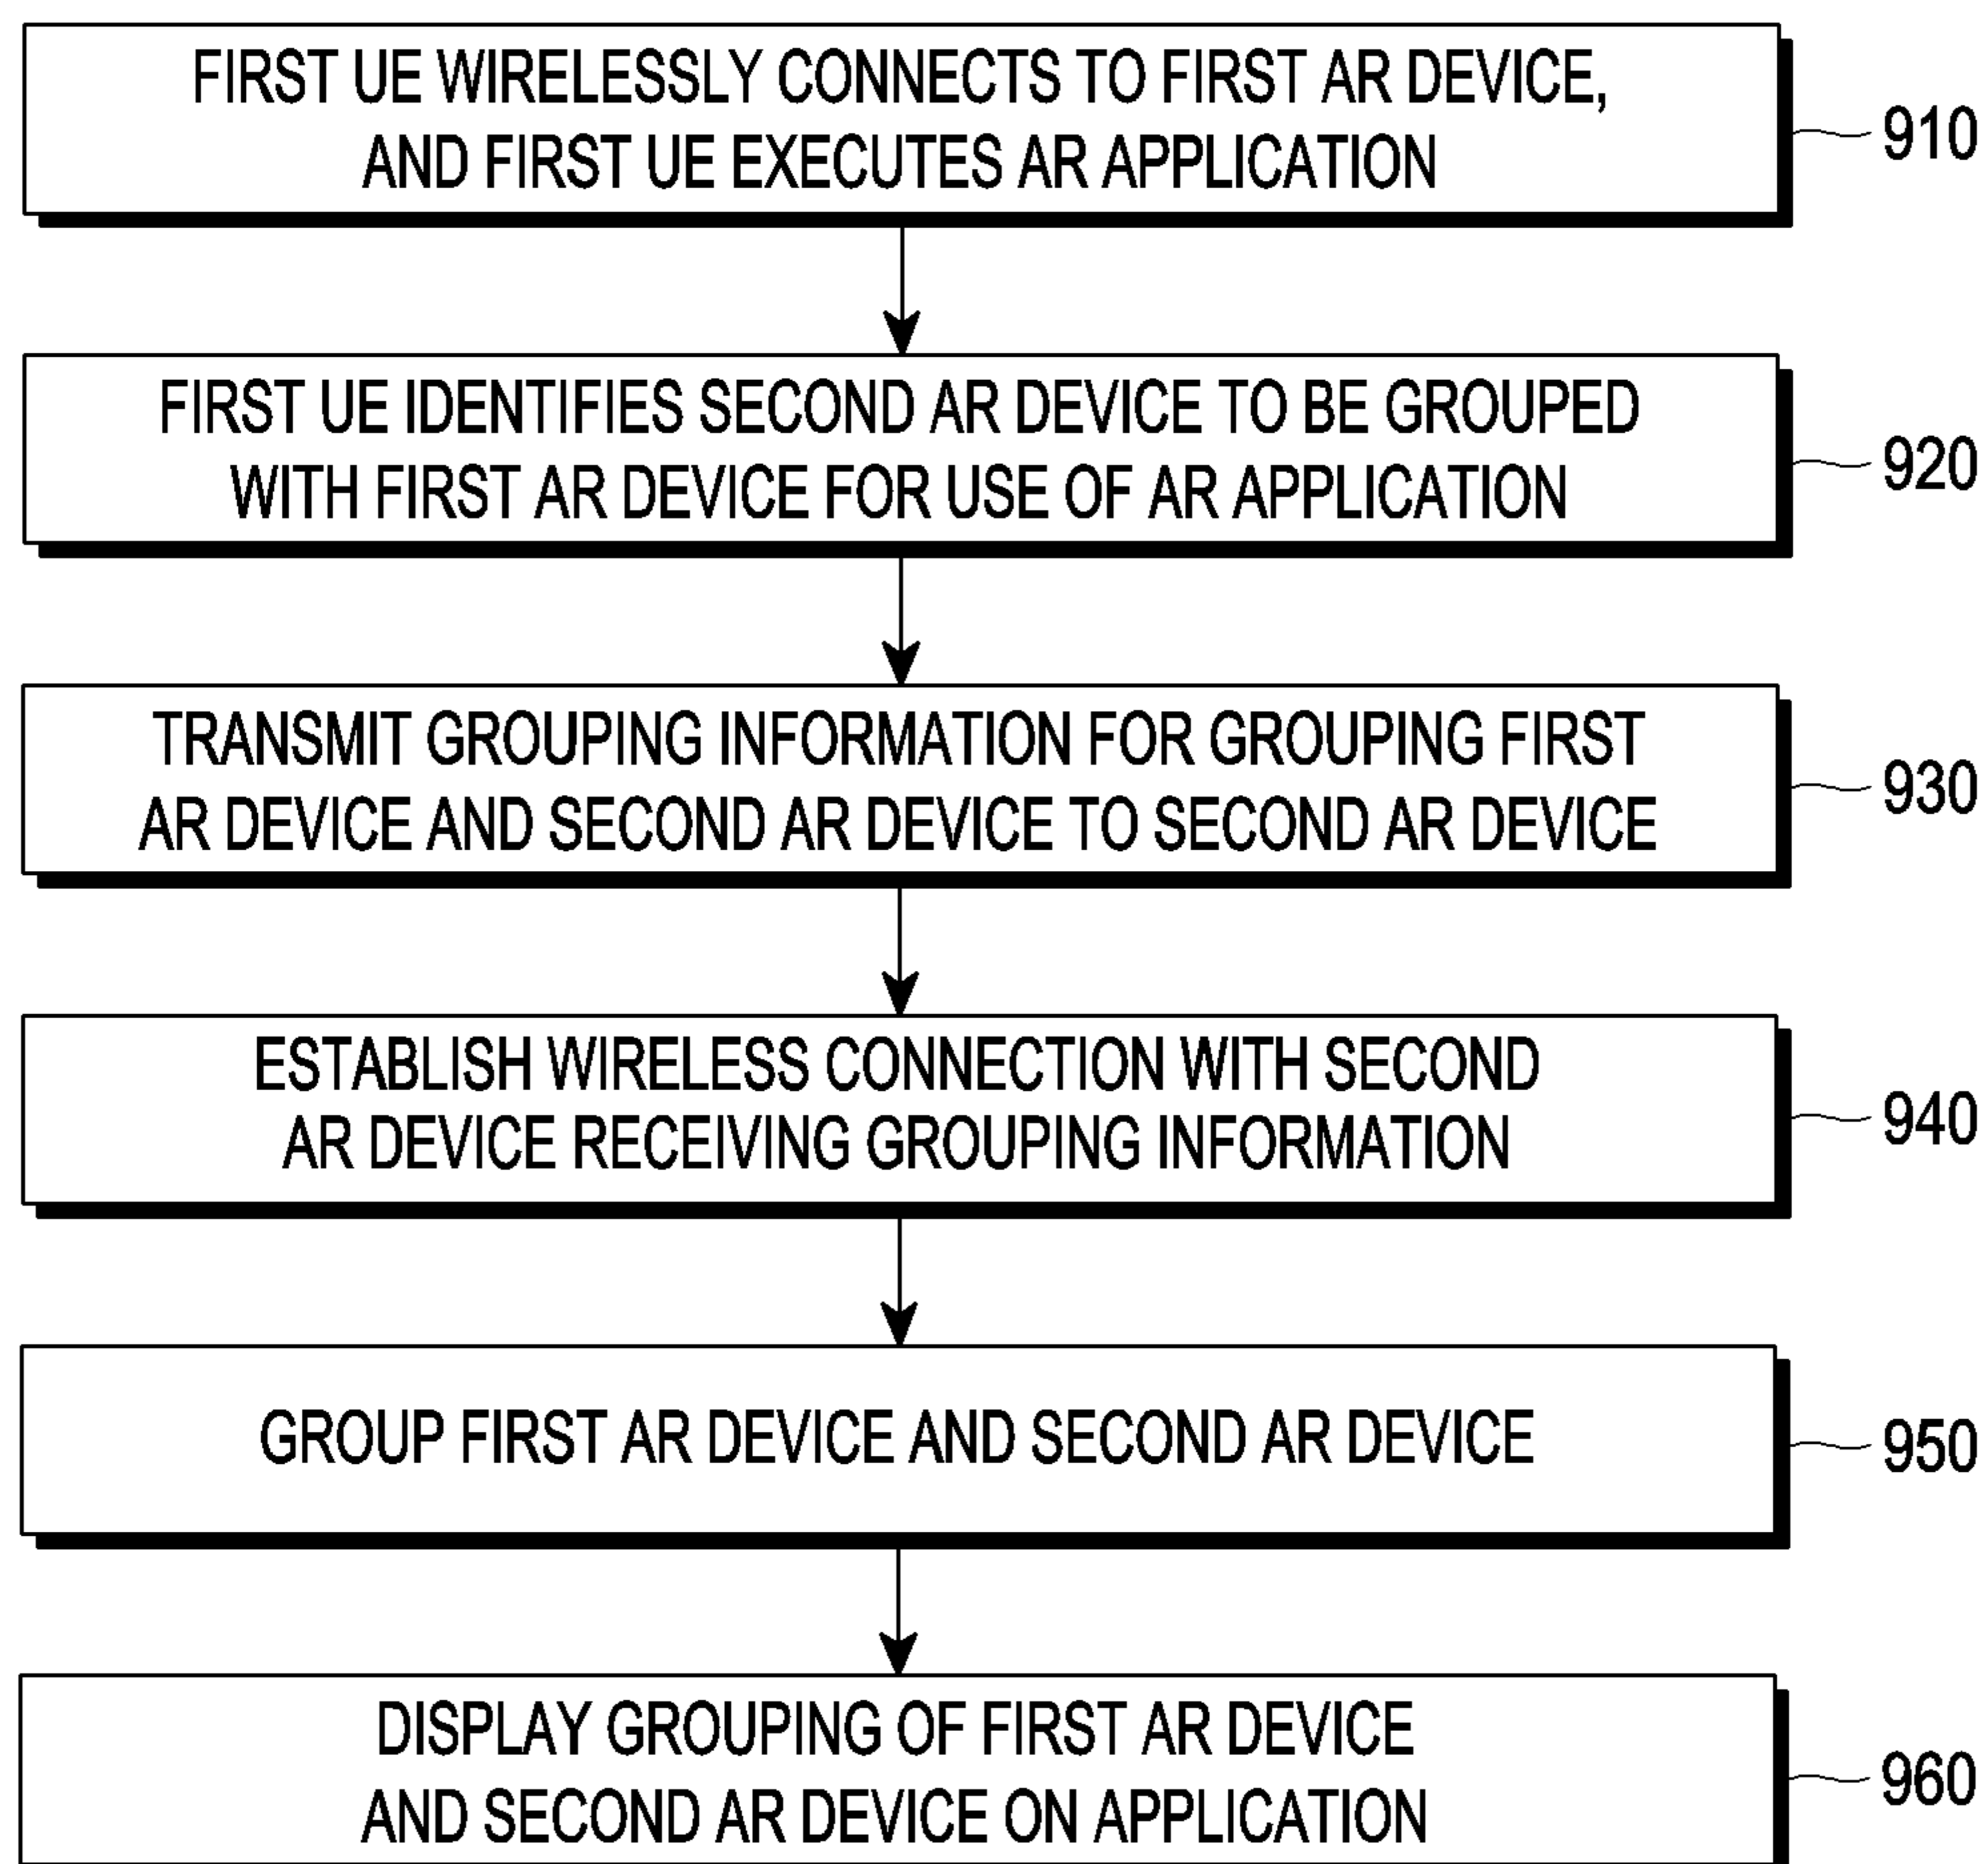 FIRST UE WIRELESSLY CONNECTS TO FIRST AR DEVICE,
AND FIRST UE EXECUTES AR APPLICATION
910
FIRST UE IDENTIFIES SECOND AR DEVICE TO BE GROUPED
WITH FIRST AR DEVICE FOR USE OF AR APPLICATION
920
TRANSMIT GROUPING INFORMATION FOR GROUPING FIRST
AR DEVICE AND SECOND AR DEVICE TO SECOND AR DEVICE
930
ESTABLISH WIRELESS CONNECTION WITH SECOND
AR DEVICE RECEIVING GROUPING INFORMATION
940
GROUP FIRST AR DEVICE AND SECOND AR DEVICE
950
DISPLAY GROUPING OF FIRST AR DEVICE
AND SECOND AR DEVICE ON APPLICATION
960